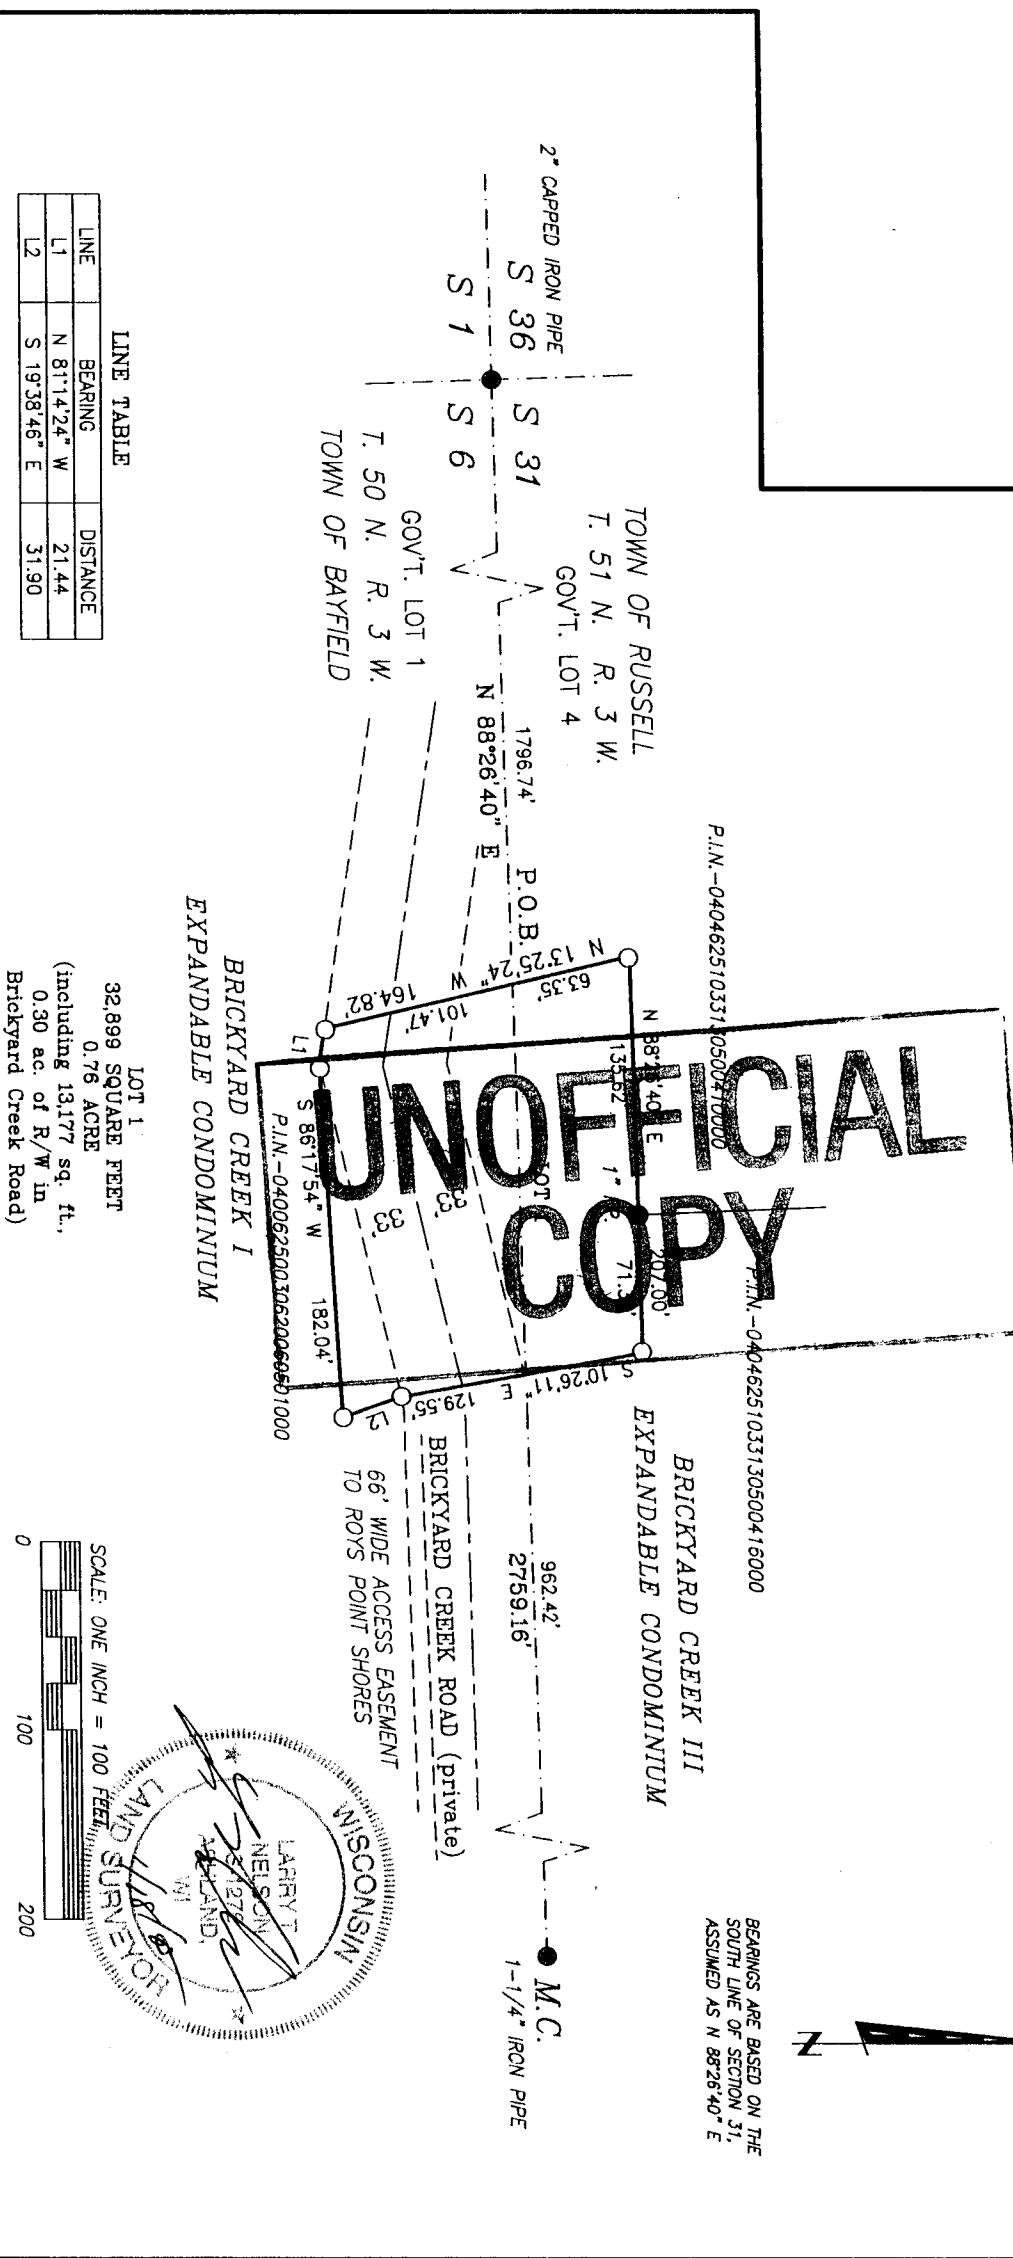 BEARINGS ARE BASED ON THE
SOUTH LINE OF SECTION 31,
ASSUMED AS N 88°26'40" E
N
P.I.N.-04046251033130500410000
P.I.N.-04046251033130500416000
TOWN OF RUSSELL
T. 51 N. R. 3 W.
GOV'T. LOT 4
2" CAPPED IRON PIPE
S 36
S 31
S 1
S 6
1796.74'
N 88°26'40" E
P.O.B.
GOV'T. LOT 1
T. 50 N. R. 3 W.
TOWN OF BAYFIELD
N 13°25'24" W
63.35'
101.47'
164.82'
135.62
207.00'
1"
UNOFFICIAL
COPY
33'
33'
S 10°26'11" E
129.55'
L1
S 86°17'54" W
182.04'
L2
P.I.N.-04006250030620060601000
BRICKYARD CREEK III
EXPANDABLE CONDOMINIUM
962.42'
2759.16'
M.C.
1-1/4" IRON PIPE
BRICKYARD CREEK ROAD (private)
66' WIDE ACCESS EASEMENT
TO ROYS POINT SHORES
BRICKYARD CREEK I
EXPANDABLE CONDOMINIUM
LOT 1
32,899 SQUARE FEET
0.76 ACRE
(including 13,177 sq. ft.,
0.30 ac. of R/W in
Brickyard Creek Road)
LINE TABLE
LINE BEARING DISTANCE
L1 N 81°14'24" W 21.44
L2 S 19°38'46" E 31.90
SCALE: ONE INCH = 100 FEET
0 100 200
WISCONSIN
LARRY T.
NELSON
ASHLAND,
WI
LAND SURVEYOR